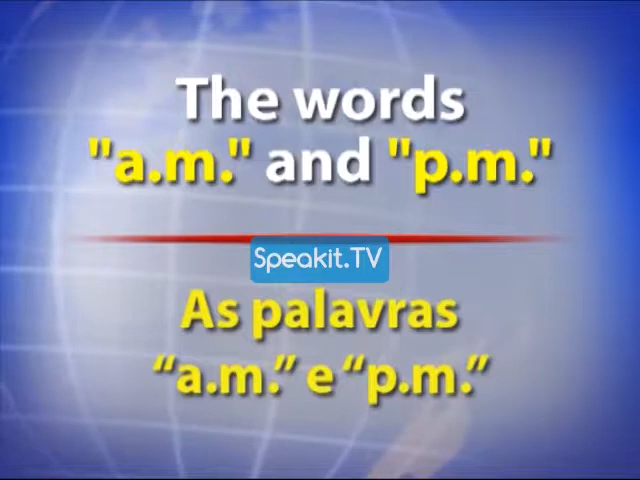 The words
"a.m." and "p.m."
Speakit.TV
As palavras
“a.m.” e “p.m.”